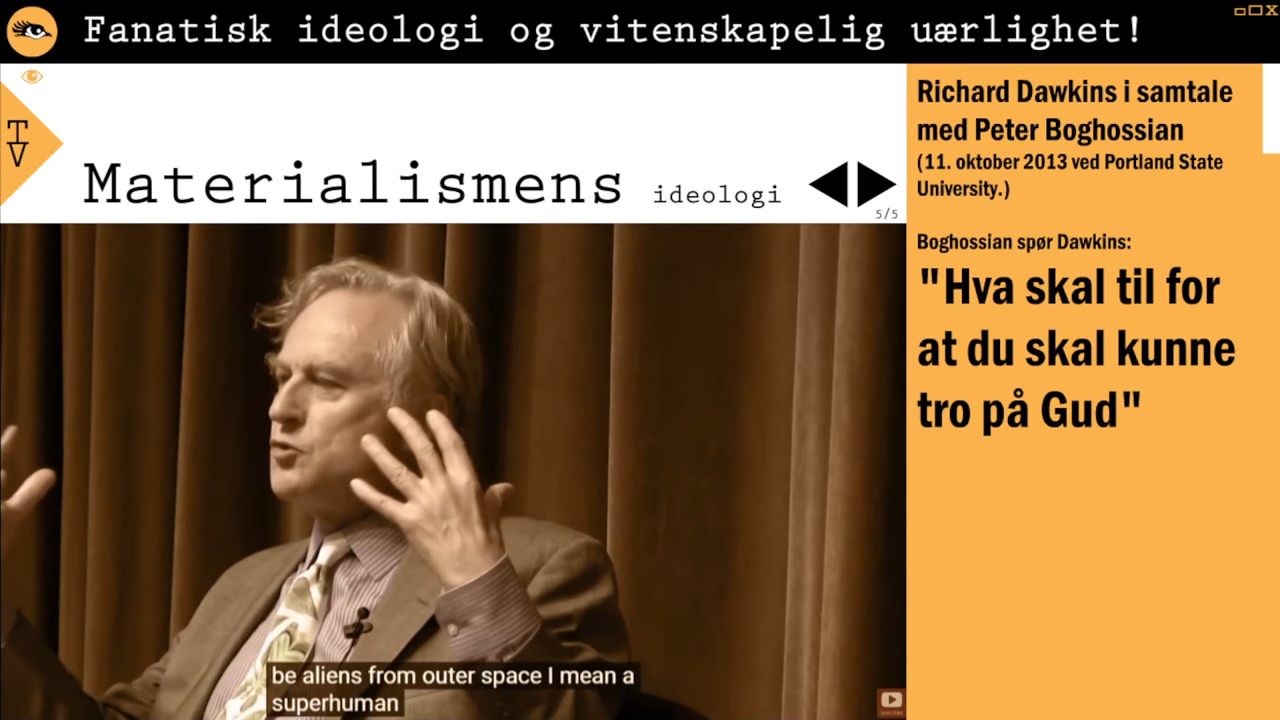 Fanatisk ideologi og vitenskapelig uærlighet!
TV
Materialismens ideologi
5/5
Richard Dawkins i samtale
med Peter Boghossian
(11. oktober 2013 ved Portland State
University.)
Boghossian spør Dawkins:
"Hva skal til for
at du skal kunne
tro på Gud"
be aliens from outer space I mean a
superhuman